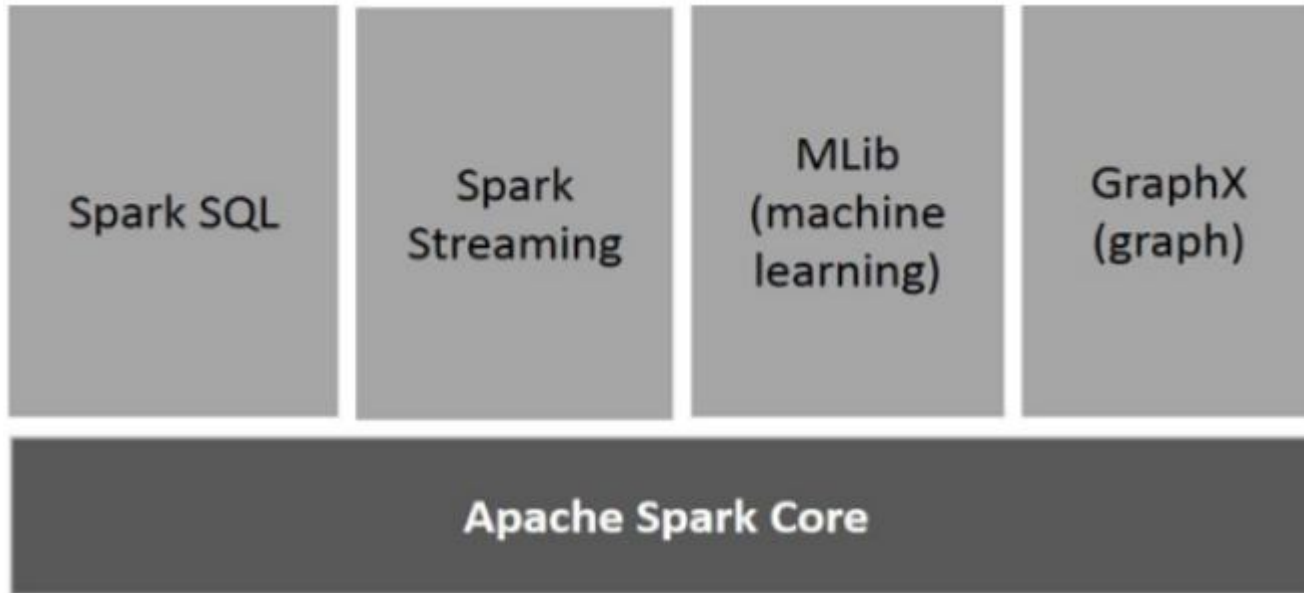 Spark SQL
Spark
Streaming
MLib
(machine
learning)
GraphX
(graph)
Apache Spark Core